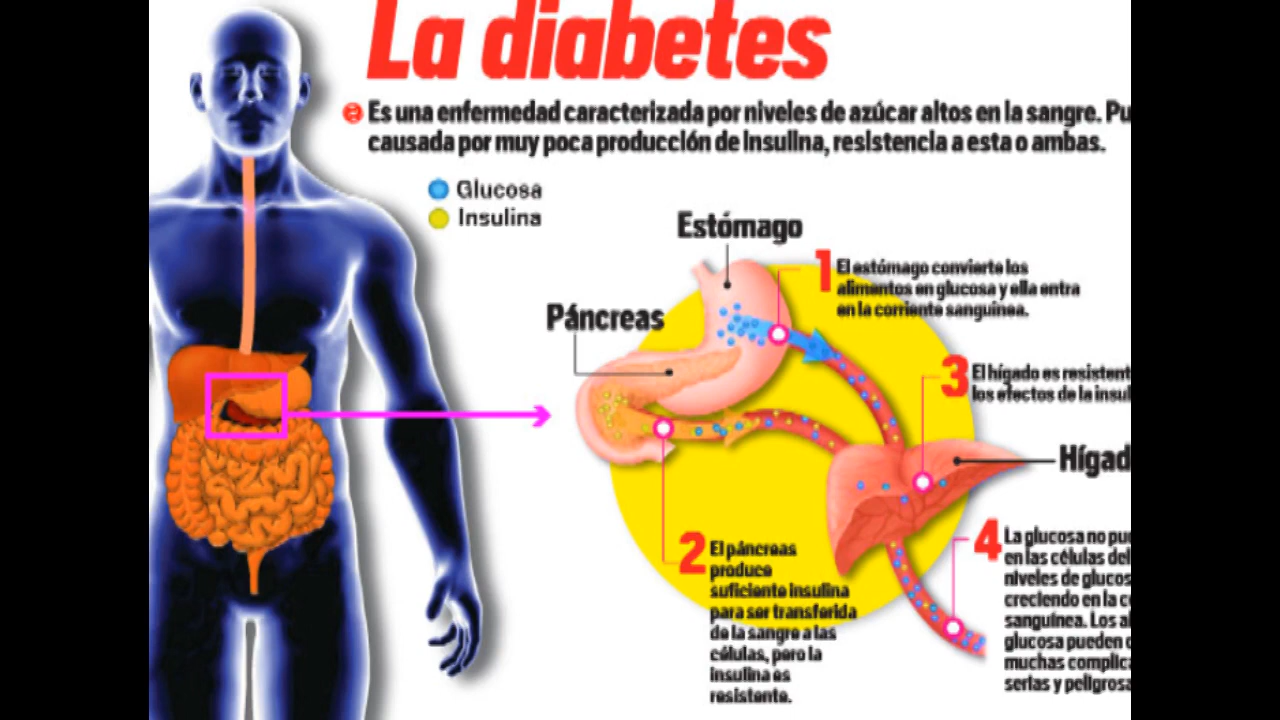 La diabetes
Es una enfermedad caracterizada por niveles de azúcar altos en la sangre. Pu
causada por muy poca producción de insulina, resistencia a esta o ambas.
Glucosa
Insulina
Estómago
Páncreas
1 El estómago convierte los
alimentos en glucosa y ella entra
en la corriente sanguínea.
3 El hígado es resistent
los efectos de la insul
Hígad
2 El páncreas
produce
suficiente insulina
para ser transferida
de la sangre a las
células, pero la
insulina es
resistente.
4 La glucosa no pue
en las células del
niveles de glucos
creciendo en la c
sanguínea. Los al
glucosa pueden
muchas complica
serias y peligrosa